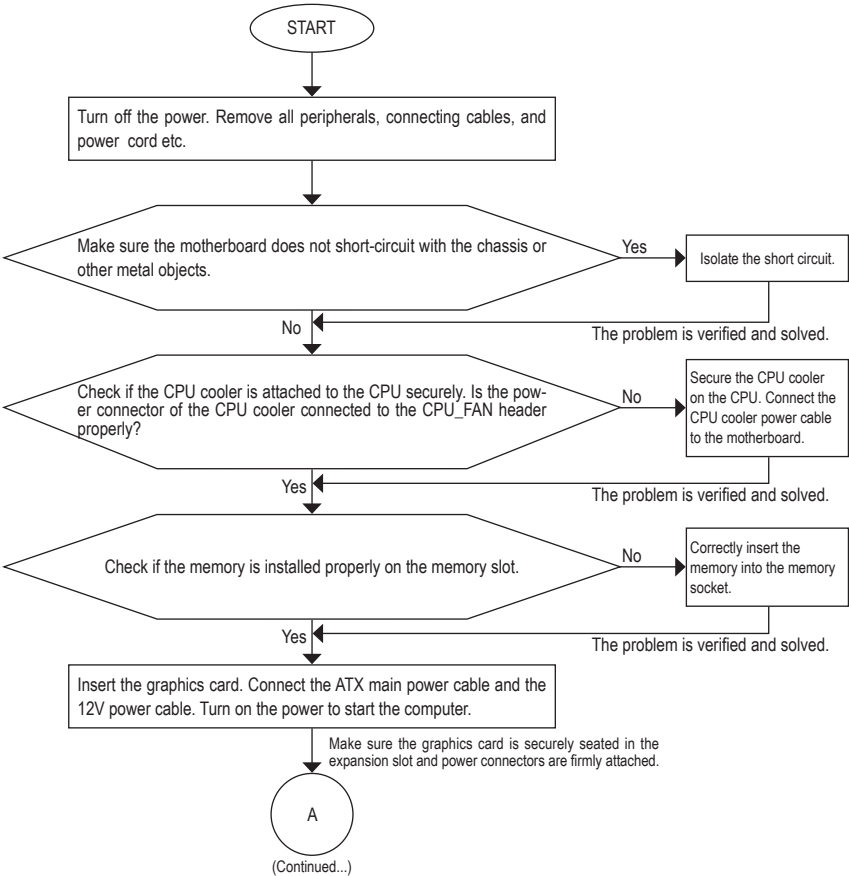 START
Turn off the power. Remove all peripherals, connecting cables, and
power cord etc.
Make sure the motherboard does not short-circuit with the chassis or
other metal objects.
Yes
Isolate the short circuit.
No
The problem is verified and solved.
Check if the CPU cooler is attached to the CPU securely. Is the pow-
er connector of the CPU cooler connected to the CPU_FAN header
properly?
No
Secure the CPU cooler
on the CPU. Connect the
CPU cooler power cable
to the motherboard.
Yes
The problem is verified and solved.
Check if the memory is installed properly on the memory slot.
No
Correctly insert the
memory into the memory
socket.
Yes
The problem is verified and solved.
Insert the graphics card. Connect the ATX main power cable and the
12V power cable. Turn on the power to start the computer.
Make sure the graphics card is securely seated in the
expansion slot and power connectors are firmly attached.
A
(Continued...)